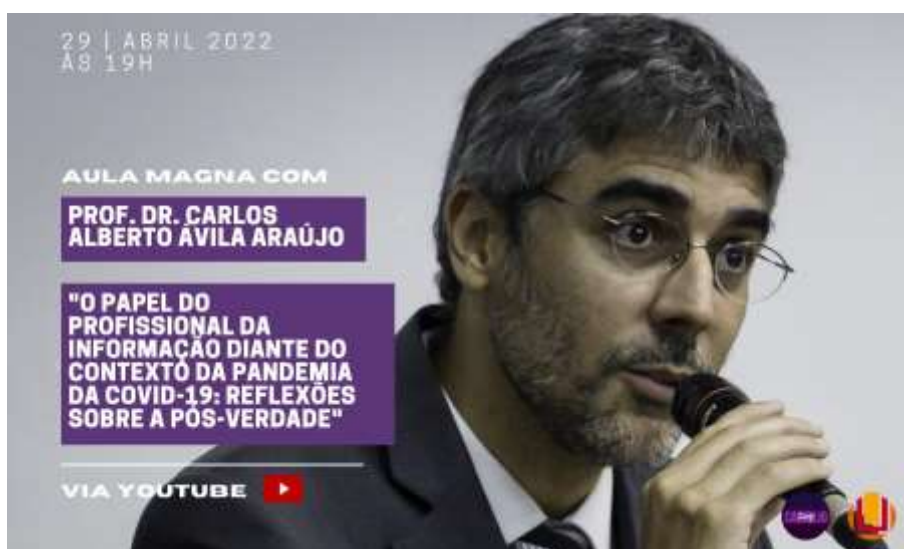 29 | ABRIL 2022
ÀS 19H
AULA MAGNA COM
PROF. DR. CARLOS
ALBERTO ÁVILA ARAÚJO
"O PAPEL DO
PROFISSIONAL DA
INFORMAÇÃO DIANTE DO
CONTEXTO DA PANDEMIA
DA COVID-19: REFLEXÕES
SOBRE A PÓS-VERDADE"
VIA YOUTUBE